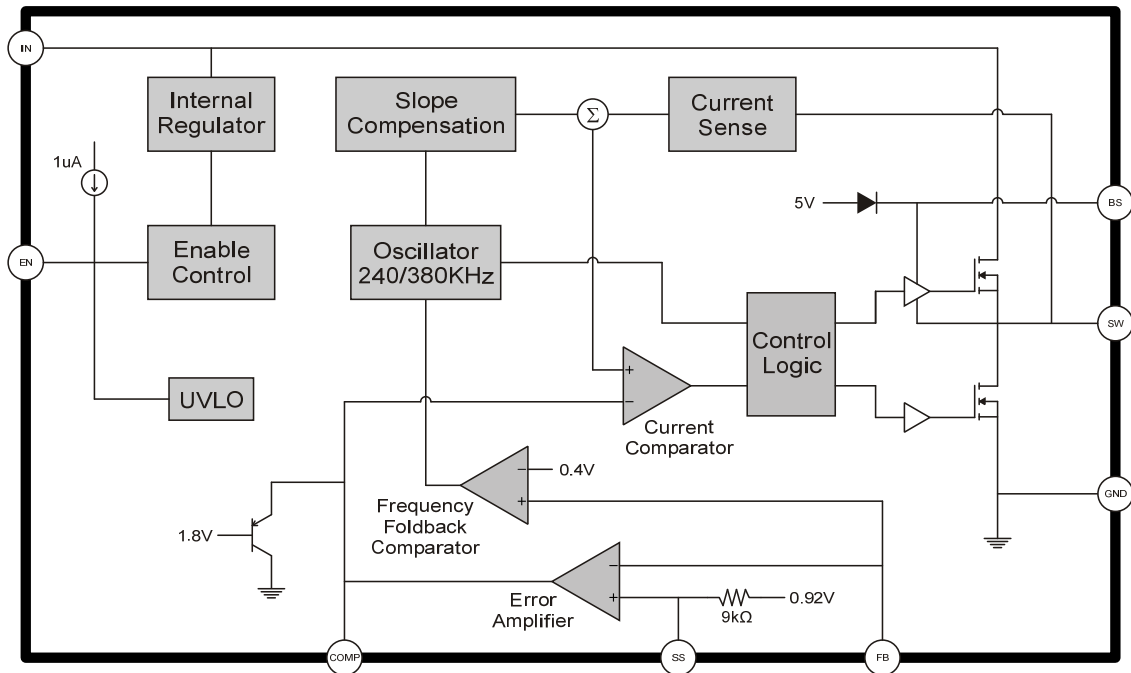 IN
Internal
Regulator
Slope
Compensation
Σ
Current
Sense
1uA
5V
BS
EN
Enable
Control
Oscillator
240/380KHz
SW
Control
Logic
+
−
UVLO
Current
Comparator
−
0.4V
+
Frequency
Foldback
Comparator
GND
1.8V
−
+
0.92V
9kΩ
Error
Amplifier
COMP
SS
FB